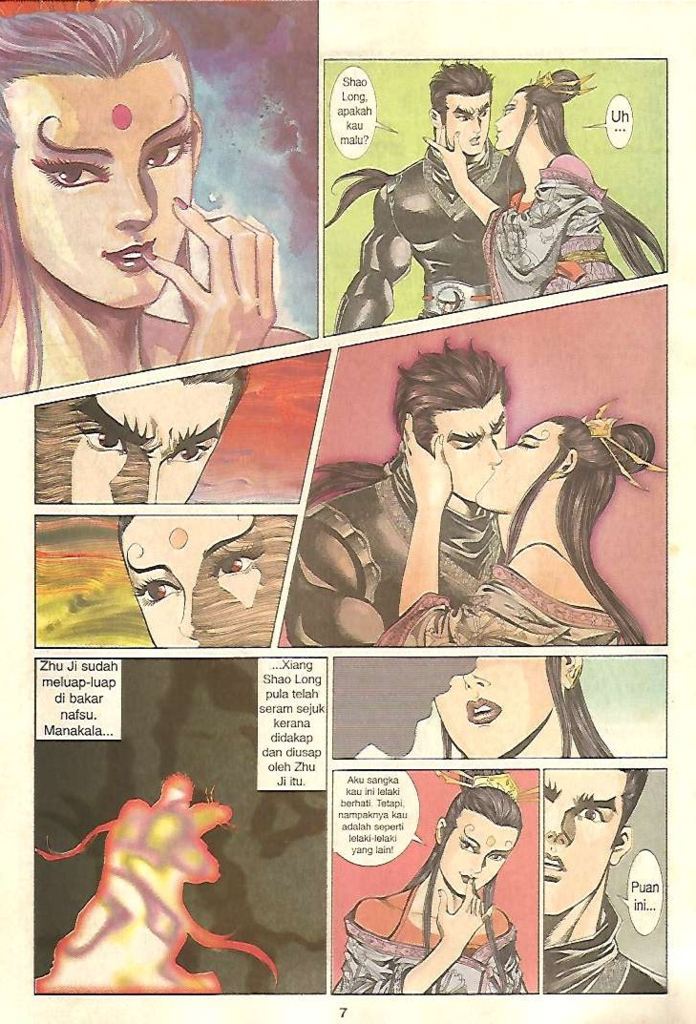 Shao
Long,
apakah
kau
malu?
Uh
...
Zhu Ji sudah
meluap-luap
di bakar
nafsu.
Manakala...
...Xiang
Shao Long
pula telah
seram sejuk
kerana
didakap
dan diusap
oleh Zhu
Ji itu.
Aku sangka
kau ini lelaki
berhati. Tetapi,
nampaknya kau
adalah seperti
lelaki-lelaki
yang lain!
Puan
ini...
7